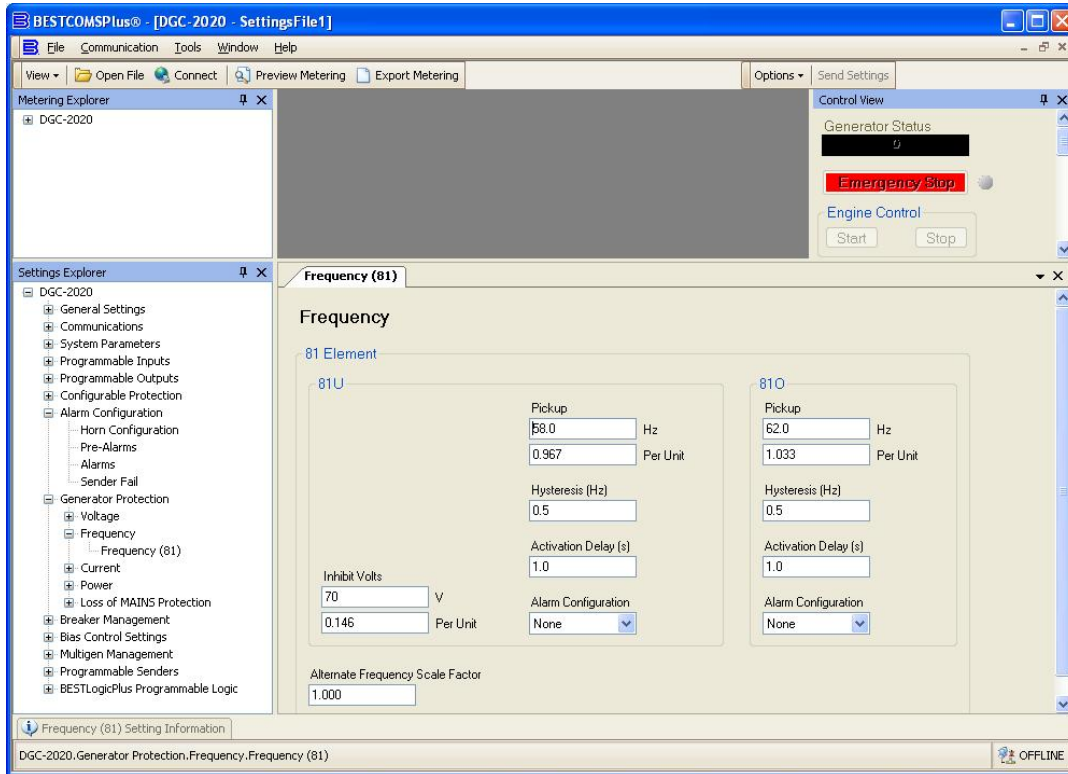 BESTCOMSPlus® - [DGC-2020 - SettingsFile1]
File Communication Tools Window Help
View Open File Connect Preview Metering Export Metering Options Send Settings
Metering Explorer
DGC-2020
Control View
Generator Status
0
Emergency Stop
Engine Control
Start Stop
Settings Explorer
DGC-2020
General Settings
Communications
System Parameters
Programmable Inputs
Programmable Outputs
Configurable Protection
Alarm Configuration
Horn Configuration
Pre-Alarms
Alarms
Sender Fail
Generator Protection
Voltage
Frequency
Frequency (81)
Current
Power
Loss of MAINS Protection
Breaker Management
Bias Control Settings
Multigen Management
Programmable Senders
BESTLogicPlus Programmable Logic
Frequency (81)
Frequency
81 Element
81U
Pickup
58.0 Hz
0.967 Per Unit
Hysteresis (Hz)
0.5
Activation Delay (s)
1.0
Inhibit Volts
70 V
0.146 Per Unit
Alarm Configuration
None
81O
Pickup
62.0 Hz
1.033 Per Unit
Hysteresis (Hz)
0.5
Activation Delay (s)
1.0
Alarm Configuration
None
Alternate Frequency Scale Factor
1.000
Frequency (81) Setting Information
DGC-2020.Generator Protection.Frequency.Frequency (81) OFFLINE